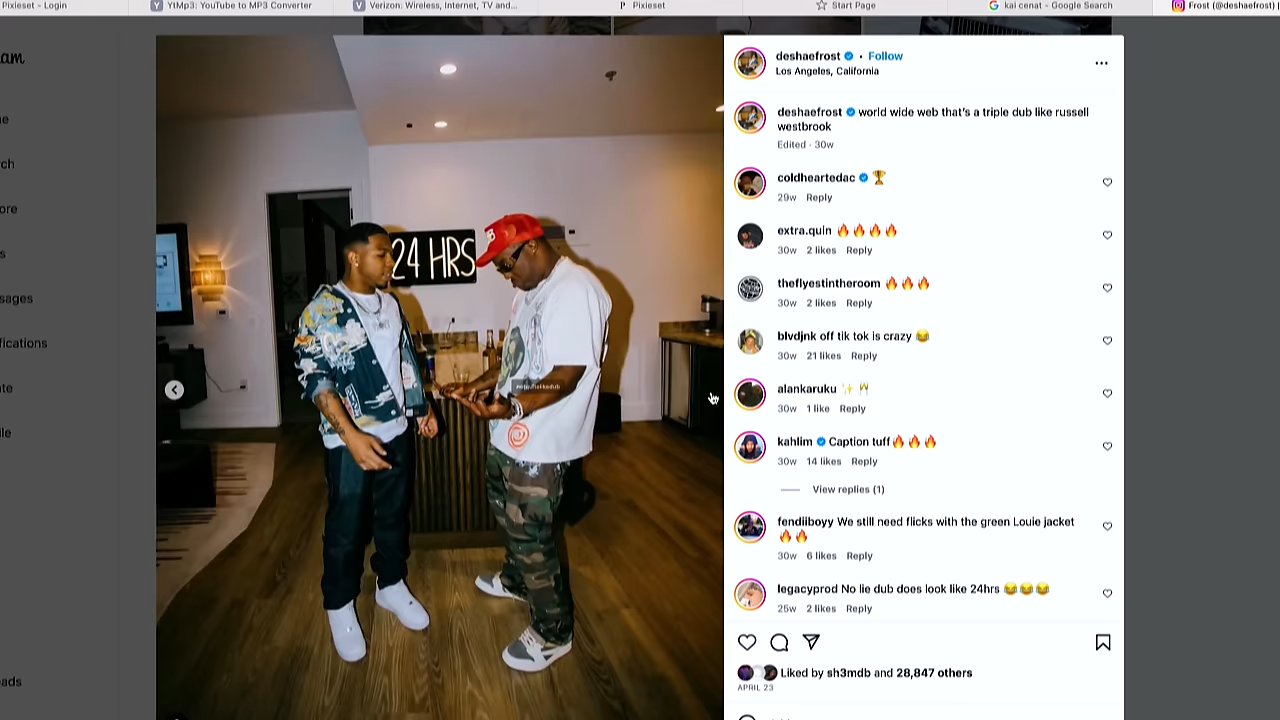 Pixieset - Login
YtMp3: YouTube to MP3 Converter
Verizon: Wireless, Internet, TV and...
Pixieset
Start Page
kai cenat - Google Search
Frost (@deshaefrost) |
am
e
rch
ore
s
sages
fications
te
ile
eads
24 HRS
deshaefrost • Follow
Los Angeles, California
deshaefrost world wide web that's a triple dub like russell
westbrook
Edited · 30w
coldheartedac 🏆
29w Reply
extra.quin 🔥🔥🔥🔥
30w 2 likes Reply
theflyestintheroom 🔥🔥🔥
30w 2 likes Reply
blvdjnk off tik tok is crazy 😂
30w 21 likes Reply
alankaruku ✨🥂
30w 1 like Reply
kahlim Caption tuff🔥🔥🔥
30w 14 likes Reply
View replies (1)
fendiiboyy We still need flicks with the green Louie jacket
🔥🔥
30w 6 likes Reply
legacyprod No lie dub does look like 24hrs 😂😂😂
25w 2 likes Reply
Liked by sh3mdb and 28,847 others
APRIL 23